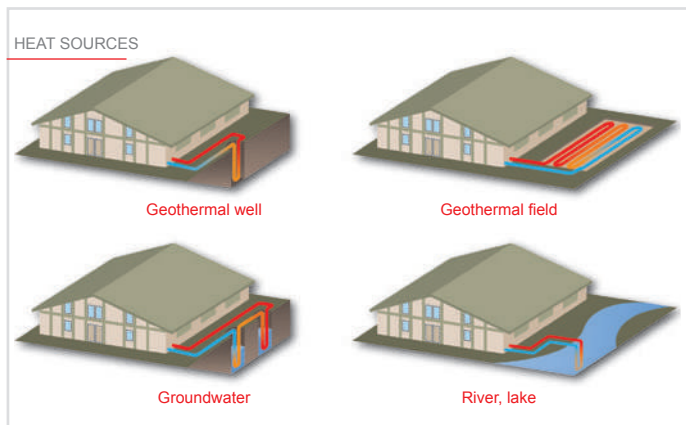 HEAT SOURCES
Geothermal well
Geothermal field
Groundwater
River, lake